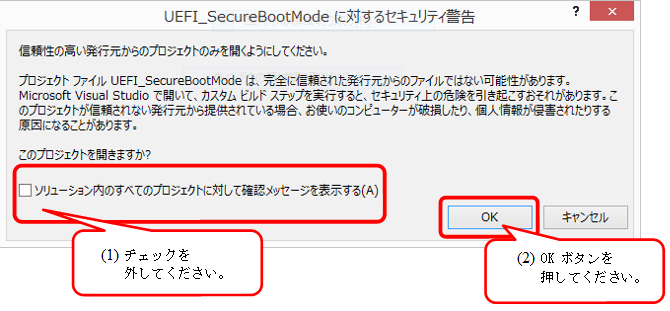 UEFI_SecureBootMode に対するセキュリティ警告
? x
信頼性の高い発行元からのプロジェクトのみを開くようにしてください。
プロジェクト ファイル UEFI_SecureBootMode は、完全に信頼された発行元からのファイルではない可能性があります。
Microsoft Visual Studio で開いて、カスタム ビルド ステップを実行すると、セキュリティ上の危険を引き起こすおそれがあります。こ
のプロジェクトが信頼されない発行元から提供されている場合、お使いのコンピューターが破損したり、個人情報が侵害されたりする
原因になることがあります。
このプロジェクトを開きますか?
ソリューション内のすべてのプロジェクトに対して確認メッセージを表示する(A)
OK
キャンセル
(1) チェックを
外してください。
(2) OK ボタンを
押してください。